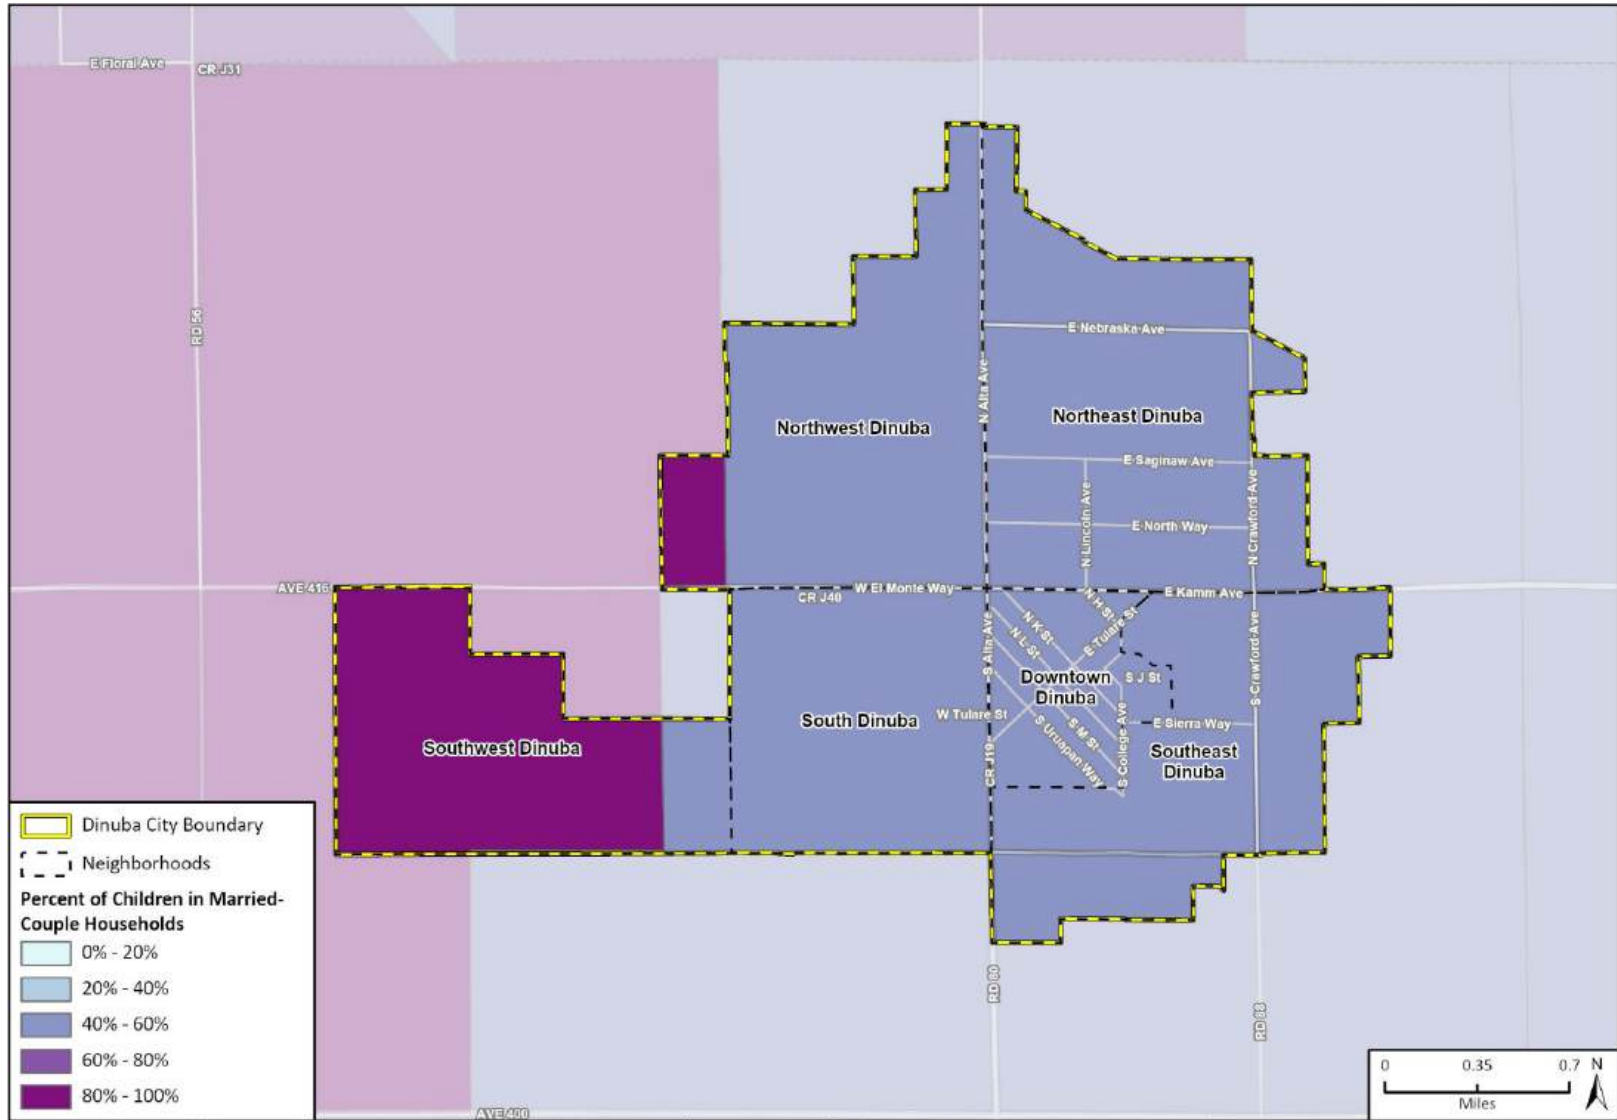 E Floral Ave
CR J31
RD 56
E Nebraska Ave
N Alta Ave
Northwest Dinuba
Northeast Dinuba
E Saginaw Ave
N Lincoln Ave
N Crawford Ave
E North Way
AVE 416
W El Monte Way
CR J40
E Kamm Ave
N H St
E Tulare St
N K St
N L St
S Alta Ave
S Crawford Ave
Downtown
Dinuba
S J St
W Tulare St
South Dinuba
S M St
S Uruapan Way
S College Ave
E Sierra Way
Southeast
Dinuba
Southwest Dinuba
CR J19
RD 80
RD 88
AVE 400
Dinuba City Boundary
Neighborhoods
Percent of Children in Married-
Couple Households
0% - 20%
20% - 40%
40% - 60%
60% - 80%
80% - 100%
0 0.35 0.7 N
Miles